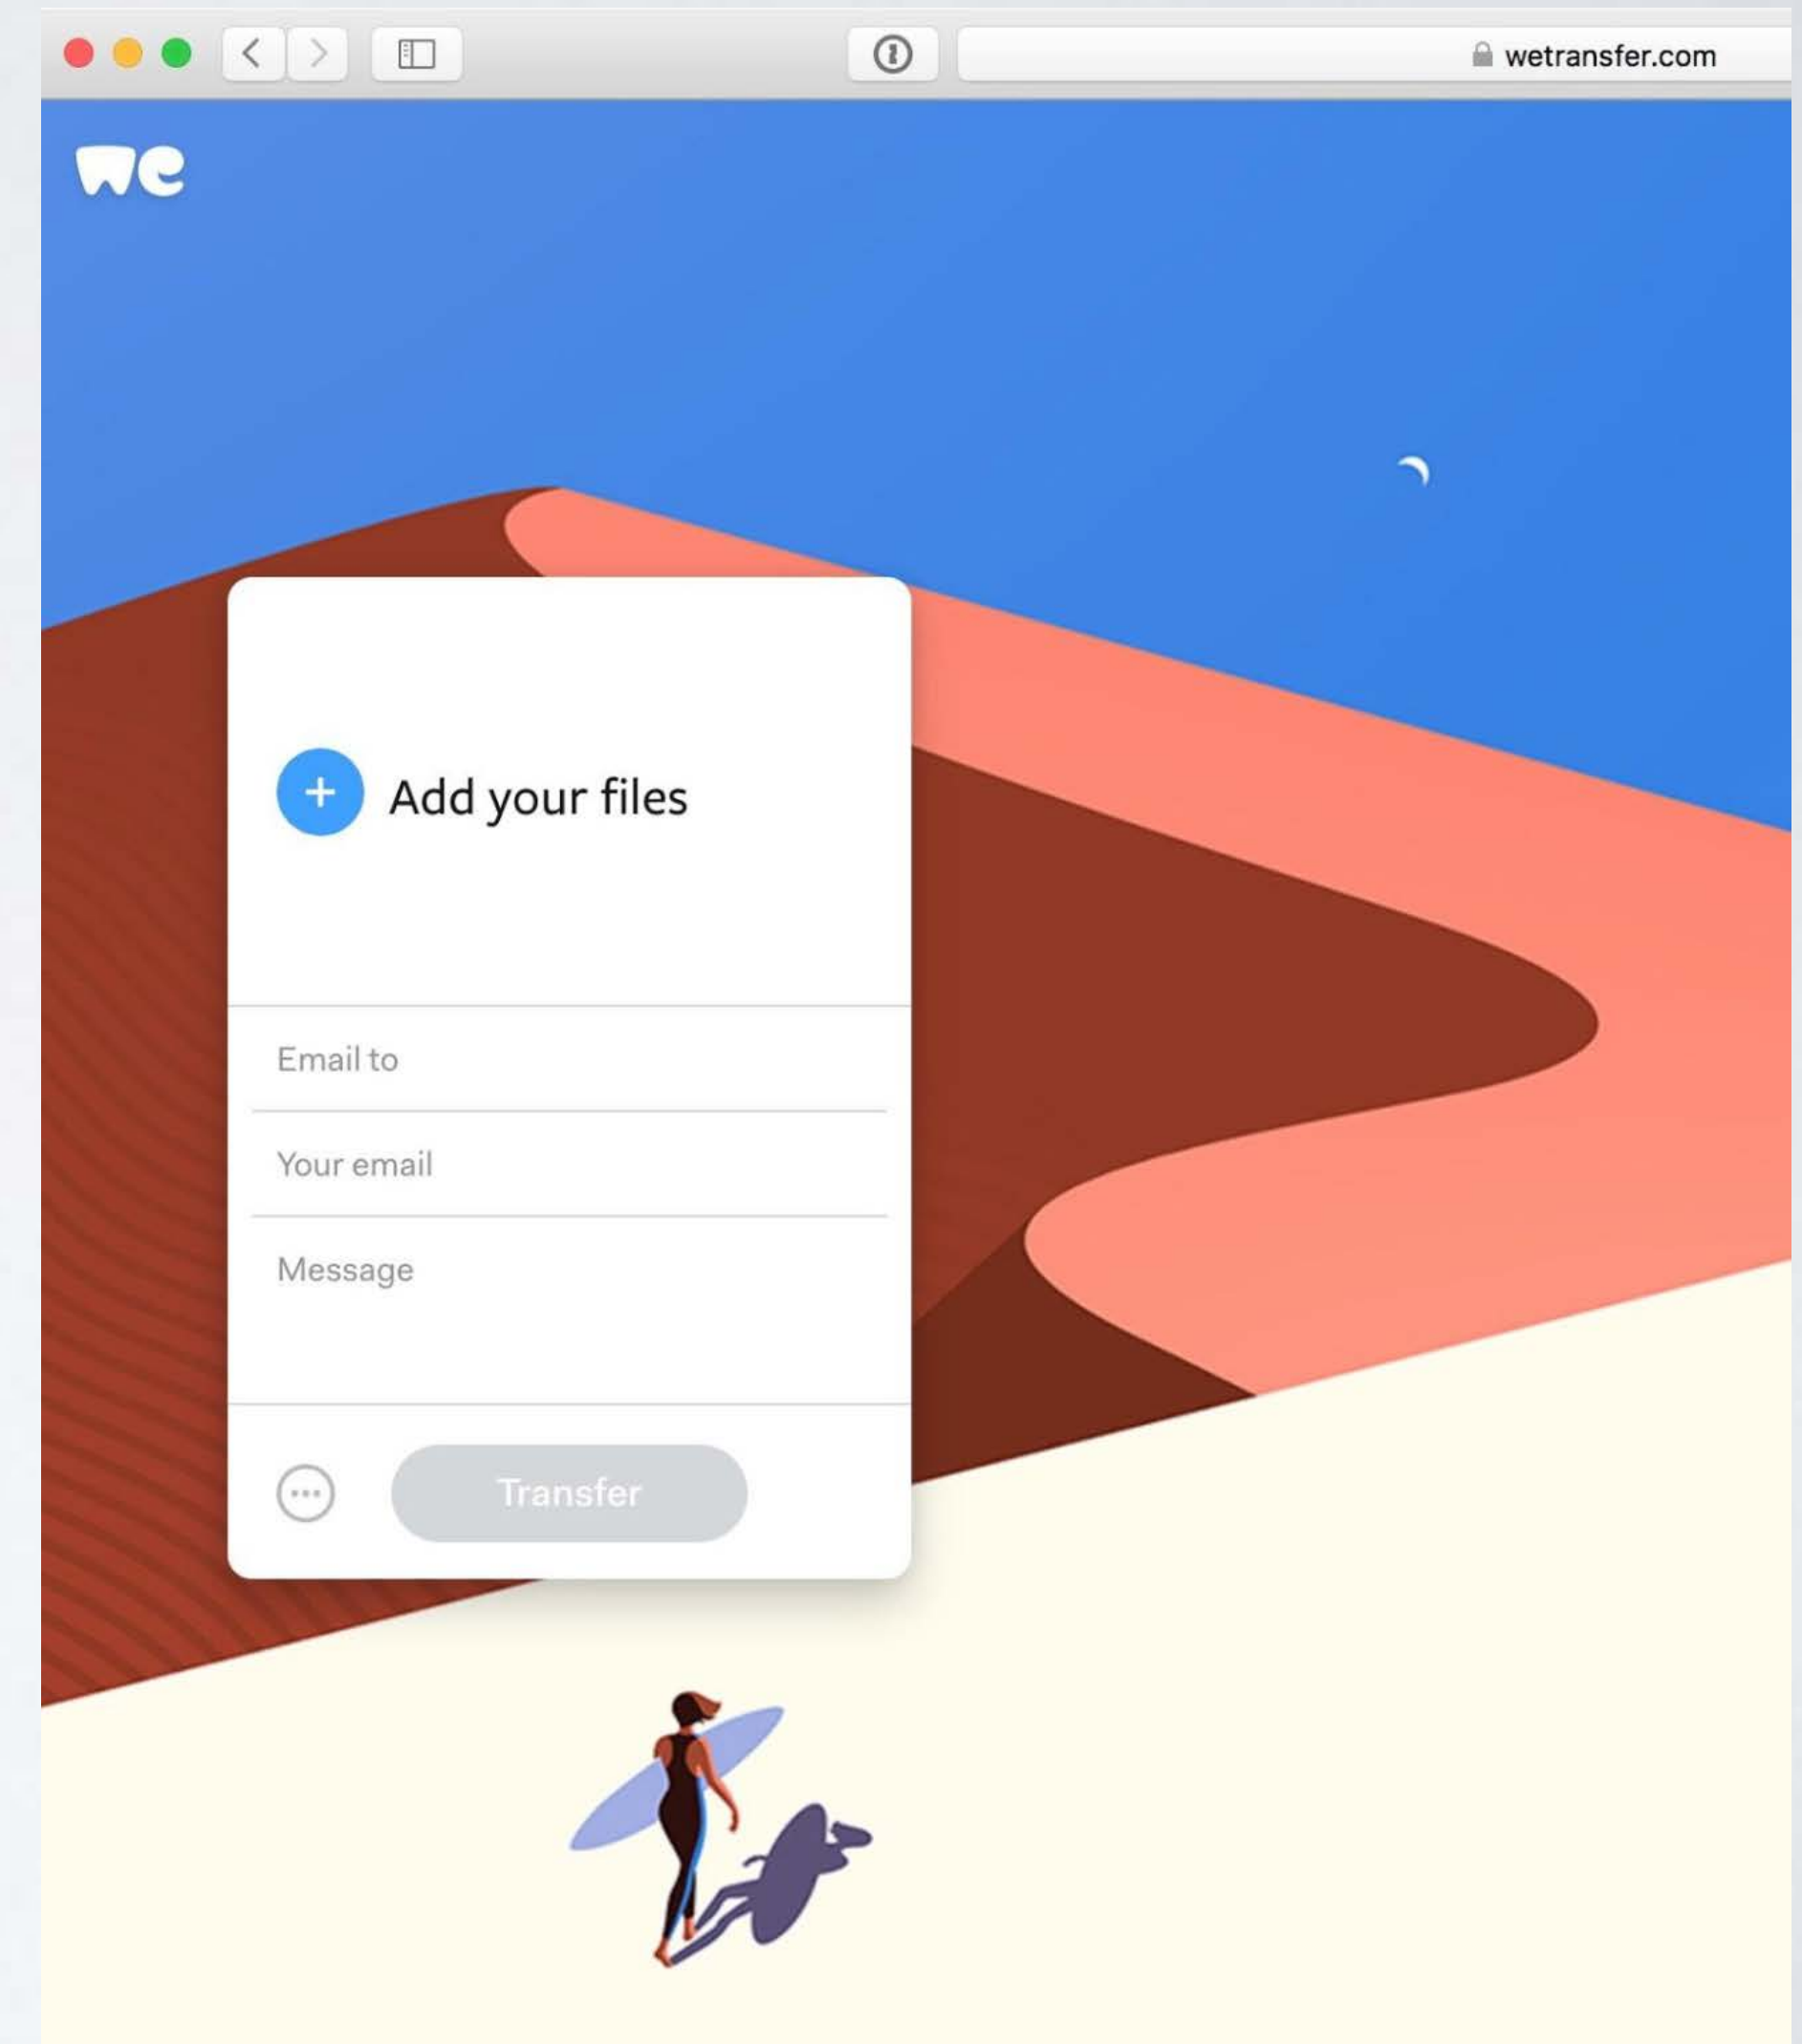 wetransfer.com
we
Add your files
Email to
Your email
Message
Transfer